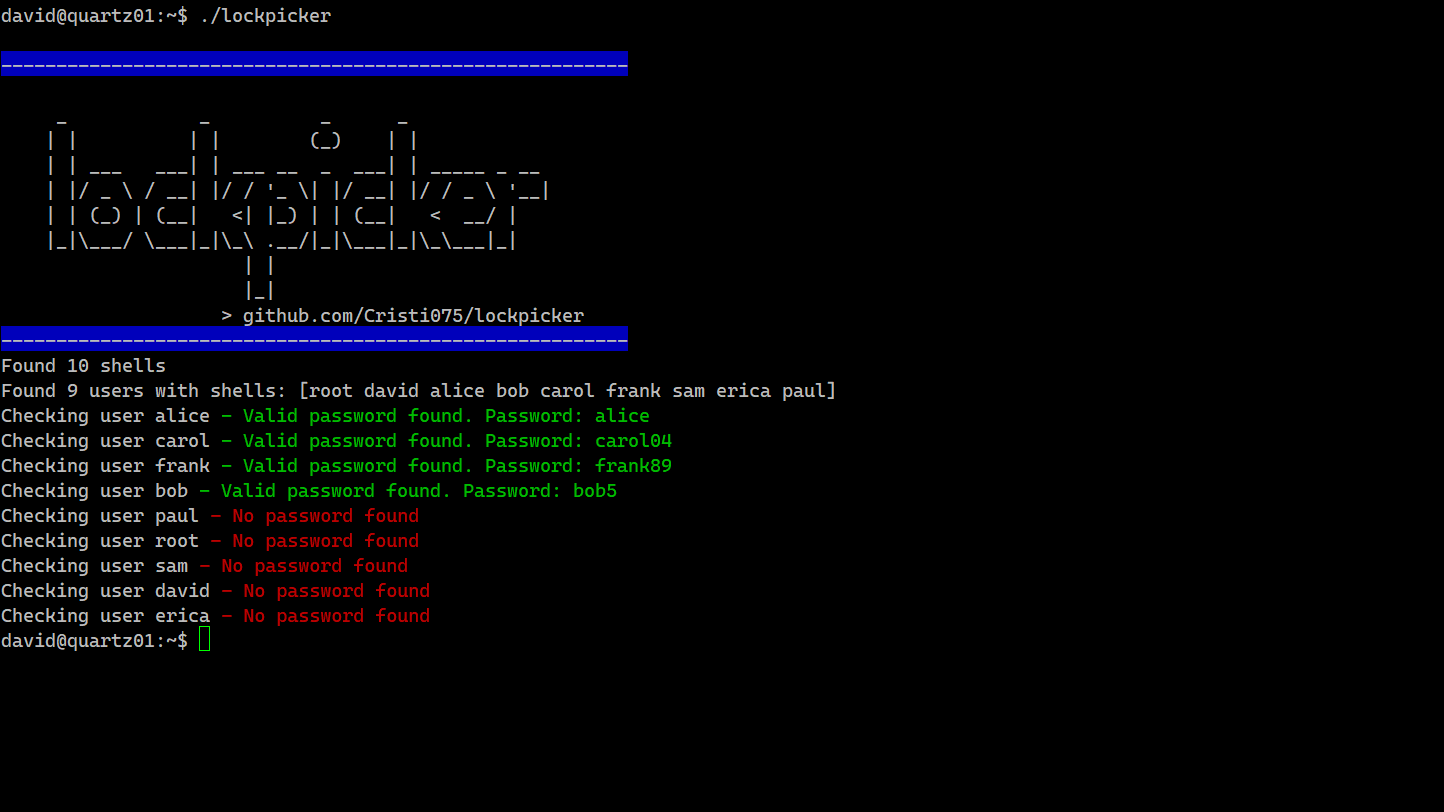 david@quartz01:~$ ./lockpicker
---------------------------------------------------------
lockpicker
> github.com/Cristi075/lockpicker
---------------------------------------------------------
Found 10 shells
Found 9 users with shells: [root david alice bob carol frank sam erica paul]
Checking user alice - Valid password found. Password: alice
Checking user carol - Valid password found. Password: carol04
Checking user frank - Valid password found. Password: frank89
Checking user bob - Valid password found. Password: bob5
Checking user paul - No password found
Checking user root - No password found
Checking user sam - No password found
Checking user david - No password found
Checking user erica - No password found
david@quartz01:~$